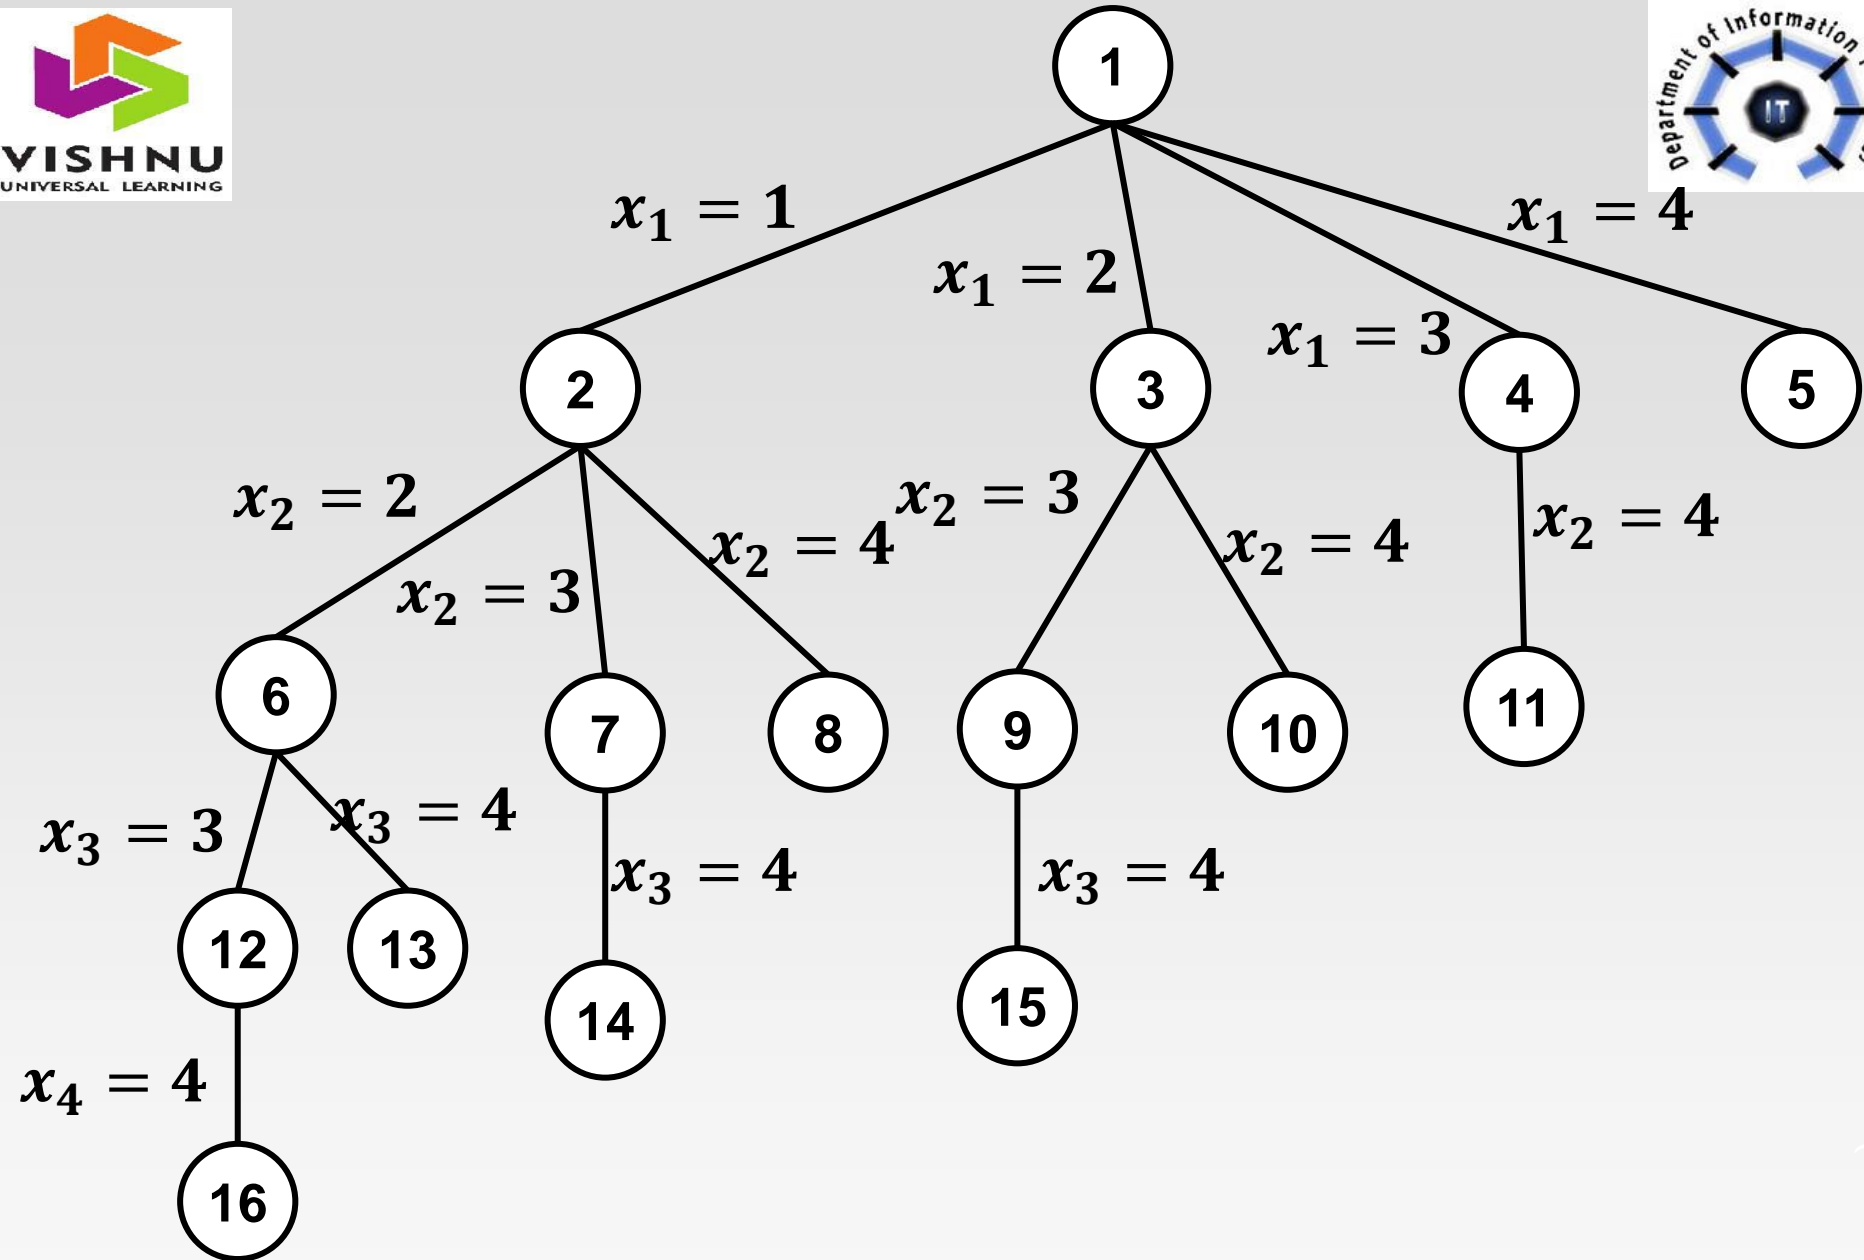 VISHNU
UNIVERSAL LEARNING
Department of Information
IT
1
x₁ = 1
x₁ = 2
x₁ = 3
x₁ = 4
2
3
4
5
x₂ = 2
x₂ = 3
x₂ = 4
x₂ = 3
x₂ = 4
x₂ = 4
6
7
8
9
10
11
x₃ = 3
x₃ = 4
x₃ = 4
x₃ = 4
12
13
14
15
x₄ = 4
16